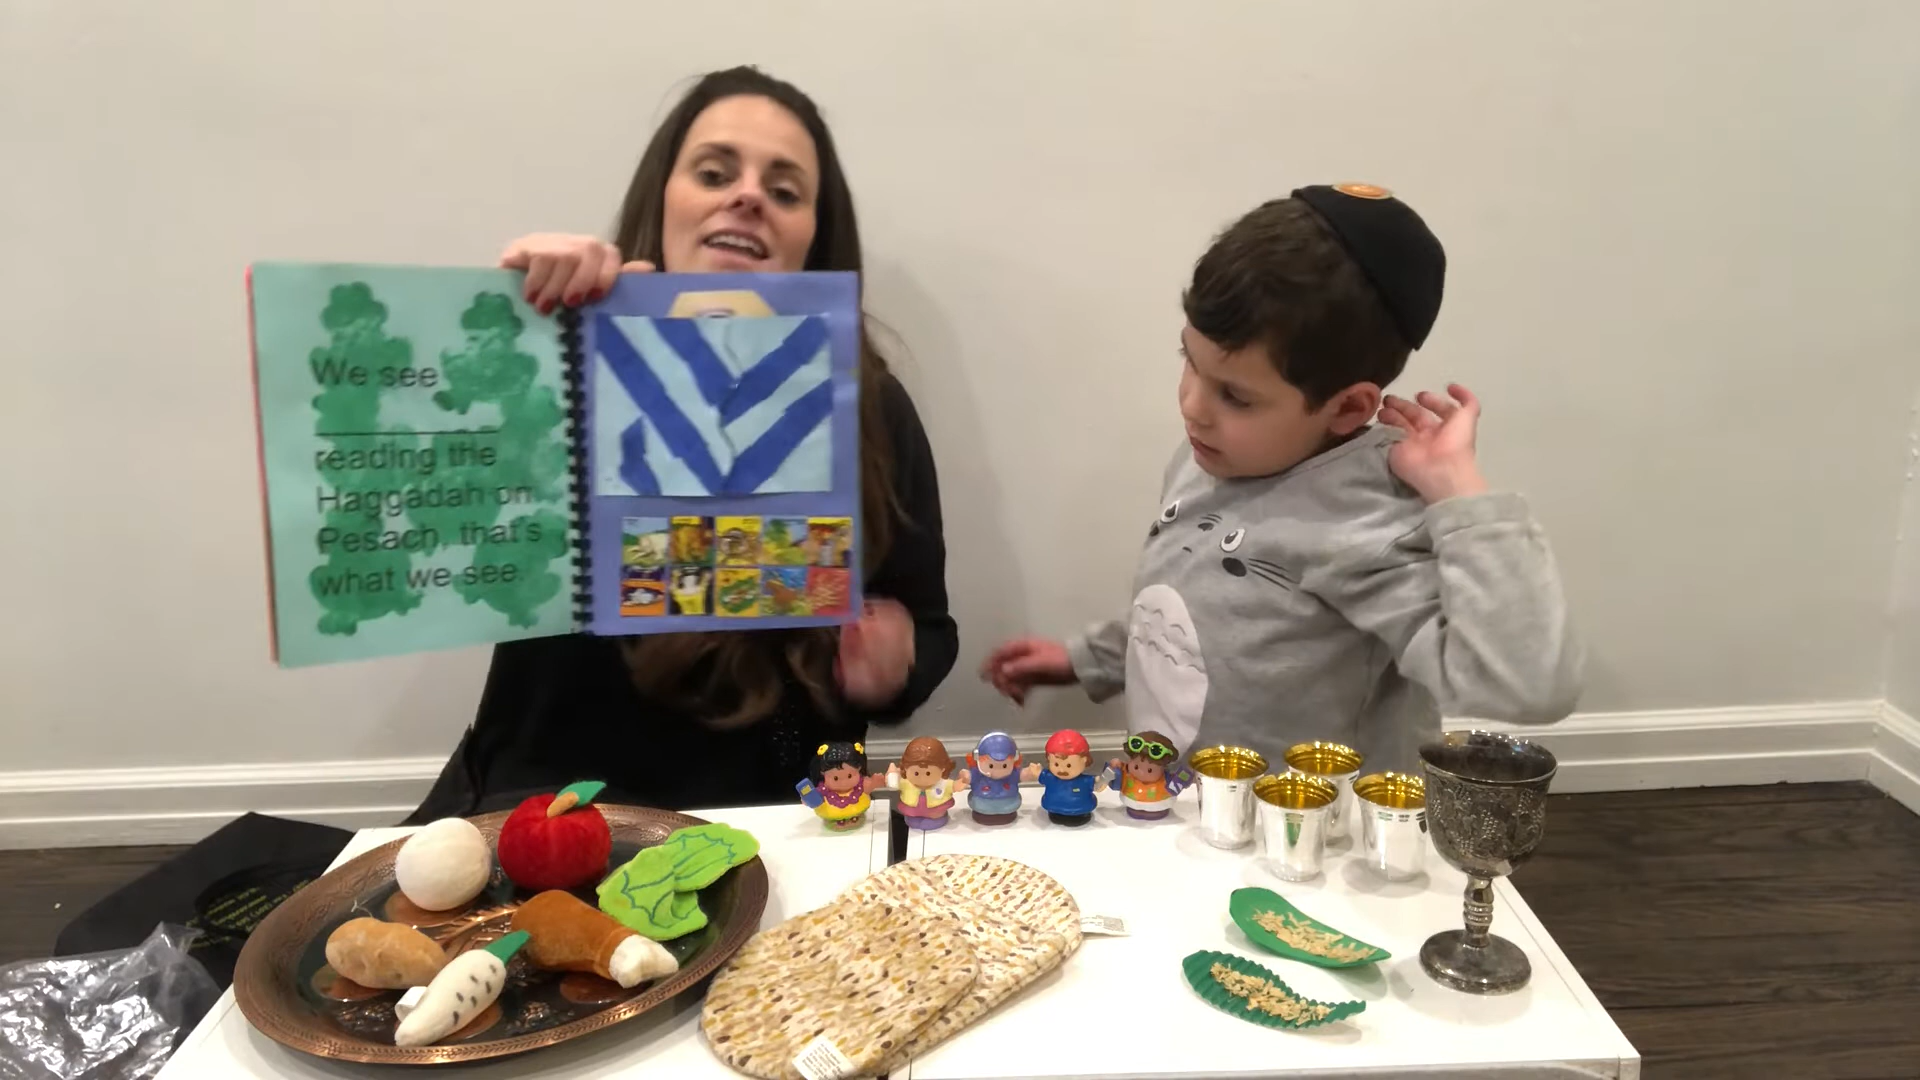 We see
reading the
Haggadah on
Pesach, that's
what we see.